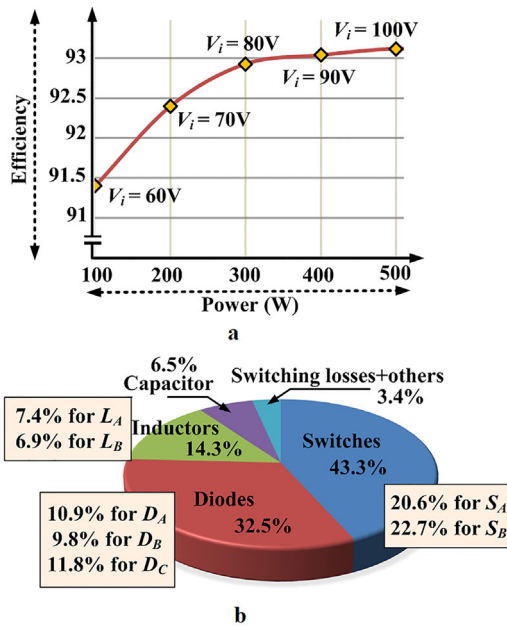 Efficiency
93
92.5
92
91.5
91
V_i = 60V
V_i = 70V
V_i = 80V
V_i = 90V
V_i = 100V
100 200 300 400 500
Power (W)
a
6.5%
Capacitor
Switching losses+others
3.4%
7.4% for L_A
6.9% for L_B
Inductors
14.3%
Switches
43.3%
Diodes
32.5%
10.9% for D_A
9.8% for D_B
11.8% for D_C
20.6% for S_A
22.7% for S_B
b